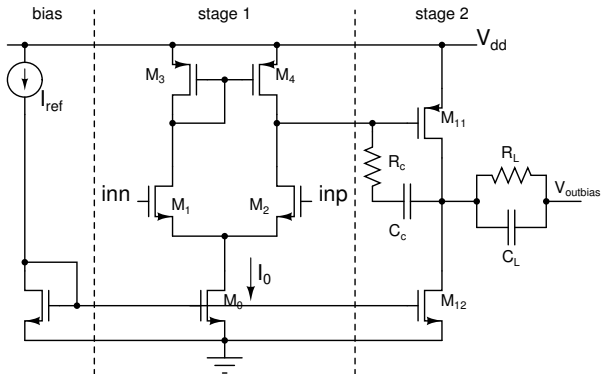 bias
stage 1
stage 2
V_dd
M_3
M_4
I_ref
M_11
R_c
R_L
V_outbias
inn
M_1
M_2
inp
C_c
C_L
I_0
M_0
M_12